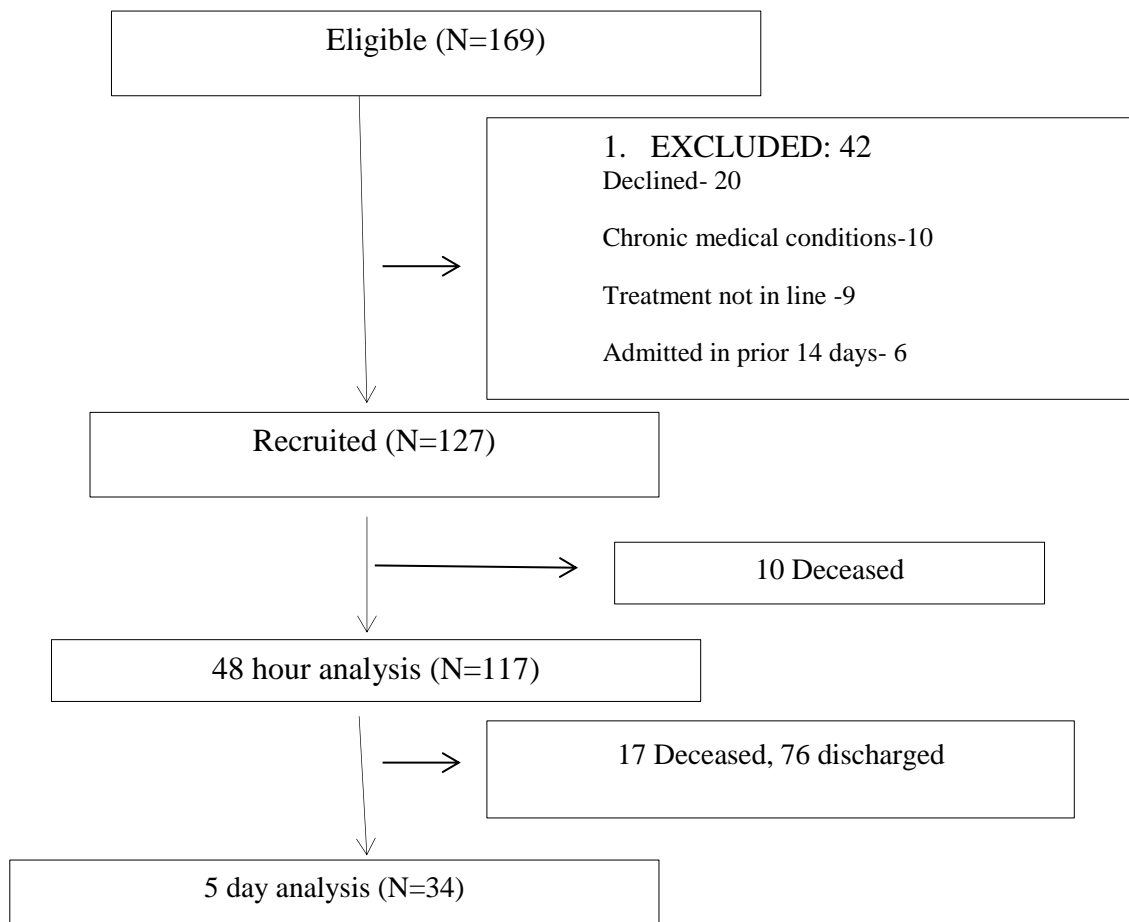 Eligible (N=169)
1. EXCLUDED: 42
Declined- 20
Chronic medical conditions-10
Treatment not in line -9
Admitted in prior 14 days- 6
Recruited (N=127)
10 Deceased
48 hour analysis (N=117)
17 Deceased, 76 discharged
5 day analysis (N=34)